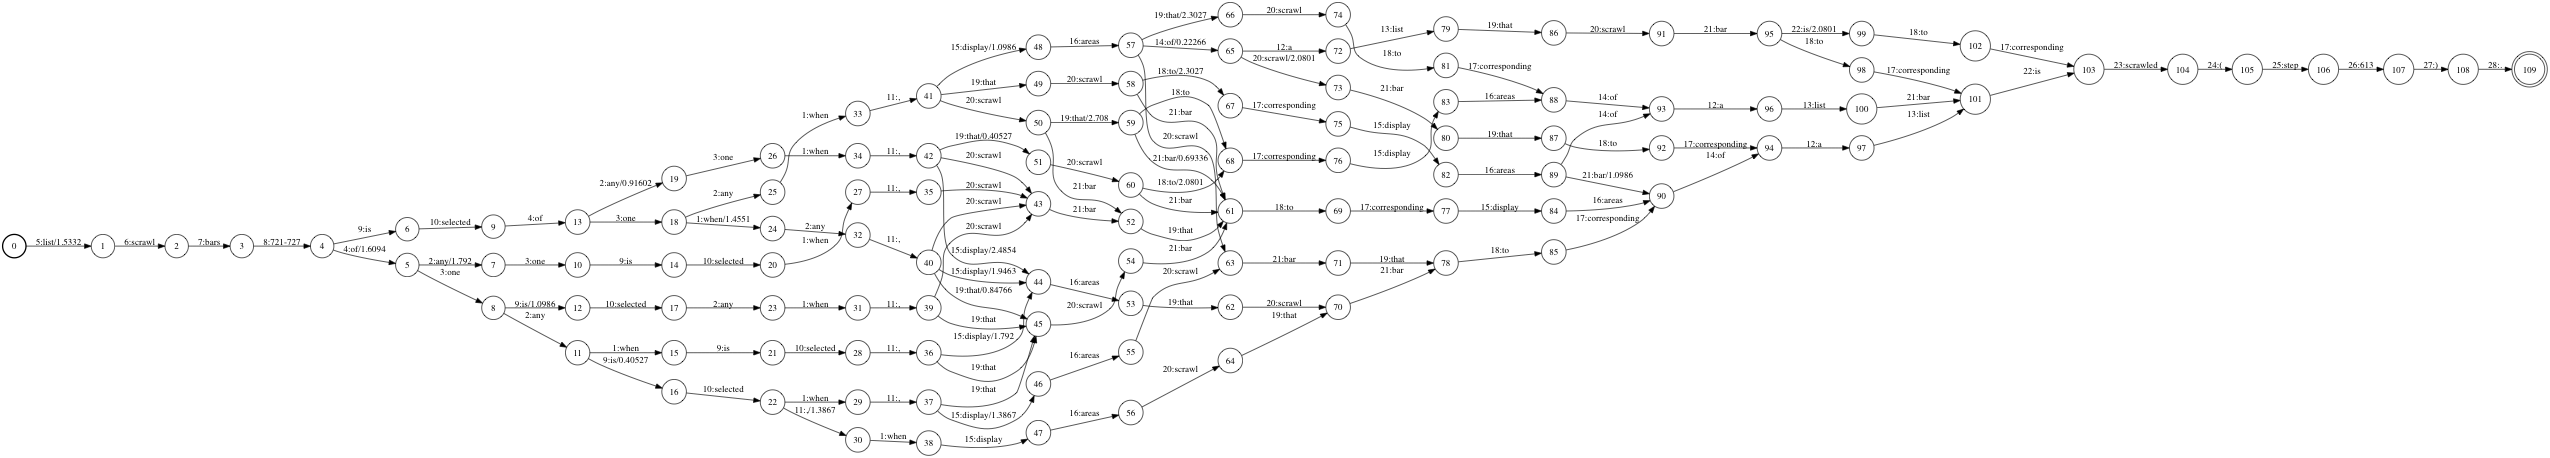 0 5:list/1.5332 1 6:scrawl 2 7:bars 3 8:721-727 4
9:is 6 10:selected 9 4:of 13
4:of/1.6094 5
2:any/0.91602 19 3:one 26 1:when 34 11:, 42
3:one 18 2:any 25 1:when 33 11:, 41
1:when/1.4551 24 2:any 32 11:, 40
2:any/1.792 7 3:one 10 9:is 14 10:selected 20 1:when 27 11:, 35 20:scrawl 43
3:one 8 9:is/1.0986 12 10:selected 17 2:any 23 1:when 31 11:, 39
2:any 11 1:when 15 9:is 21 10:selected 28 11:, 36
9:is/0.40527 16 10:selected 22 1:when 29 11:, 37
11:,/1.3867 30 1:when 38 15:display 47 16:areas 56 20:scrawl 64 19:that 70
15:display/1.0986 48 16:areas 57
19:that 49 20:scrawl 58
20:scrawl 50 19:that/2.708 59
19:that/0.40527 51 20:scrawl 60
20:scrawl
15:display/2.4854 44
20:scrawl
15:display/1.9463
19:that/0.84766 45
20:scrawl
19:that
15:display/1.792
19:that
19:that
15:display/1.3867 46 16:areas 55 20:scrawl 63
21:bar 52 19:that 61
21:bar
16:areas 53 19:that 62 20:scrawl 70
20:scrawl 54 21:bar
19:that/2.3027 66 20:scrawl 74 18:to 81 17:corresponding 88
14:of/0.22266 65 12:a 72 13:list 79 19:that 86 20:scrawl 91 21:bar 95
20:scrawl/2.0801 73 21:bar 80 19:that 87 18:to 92 17:corresponding 94
20:scrawl
18:to/2.3027 67 17:corresponding 75 15:display 82 16:areas 89
21:bar
18:to 68 17:corresponding 76 15:display 83 16:areas
21:bar/0.69336
18:to/2.0801
21:bar
18:to 69 17:corresponding 77 15:display 84 16:areas 90
21:bar 71 19:that 78 18:to 85 17:corresponding
21:bar
14:of 93 12:a 96 13:list 100 21:bar 101
14:of
21:bar/1.0986
14:of
12:a 97 13:list
22:is/2.0801 99 18:to 102 17:corresponding 103
18:to 98 17:corresponding
22:is
23:scrawled 104 24:( 105 25:step 106 26:613 107 27:) 108 28:. 109